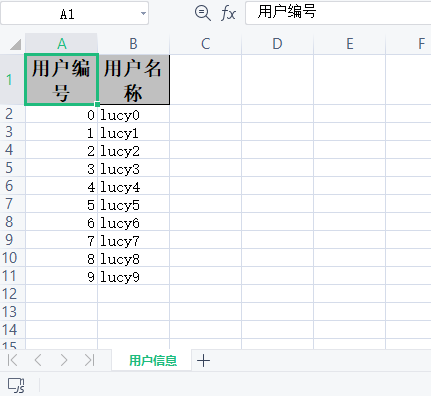 A1
fx
用户编号
A B C D E F
1 用户编 用户名
号 称
2 0 lucy0
3 1 lucy1
4 2 lucy2
5 3 lucy3
6 4 lucy4
7 5 lucy5
8 6 lucy6
9 7 lucy7
10 8 lucy8
11 9 lucy9
12
13
14
15
用户信息
JS